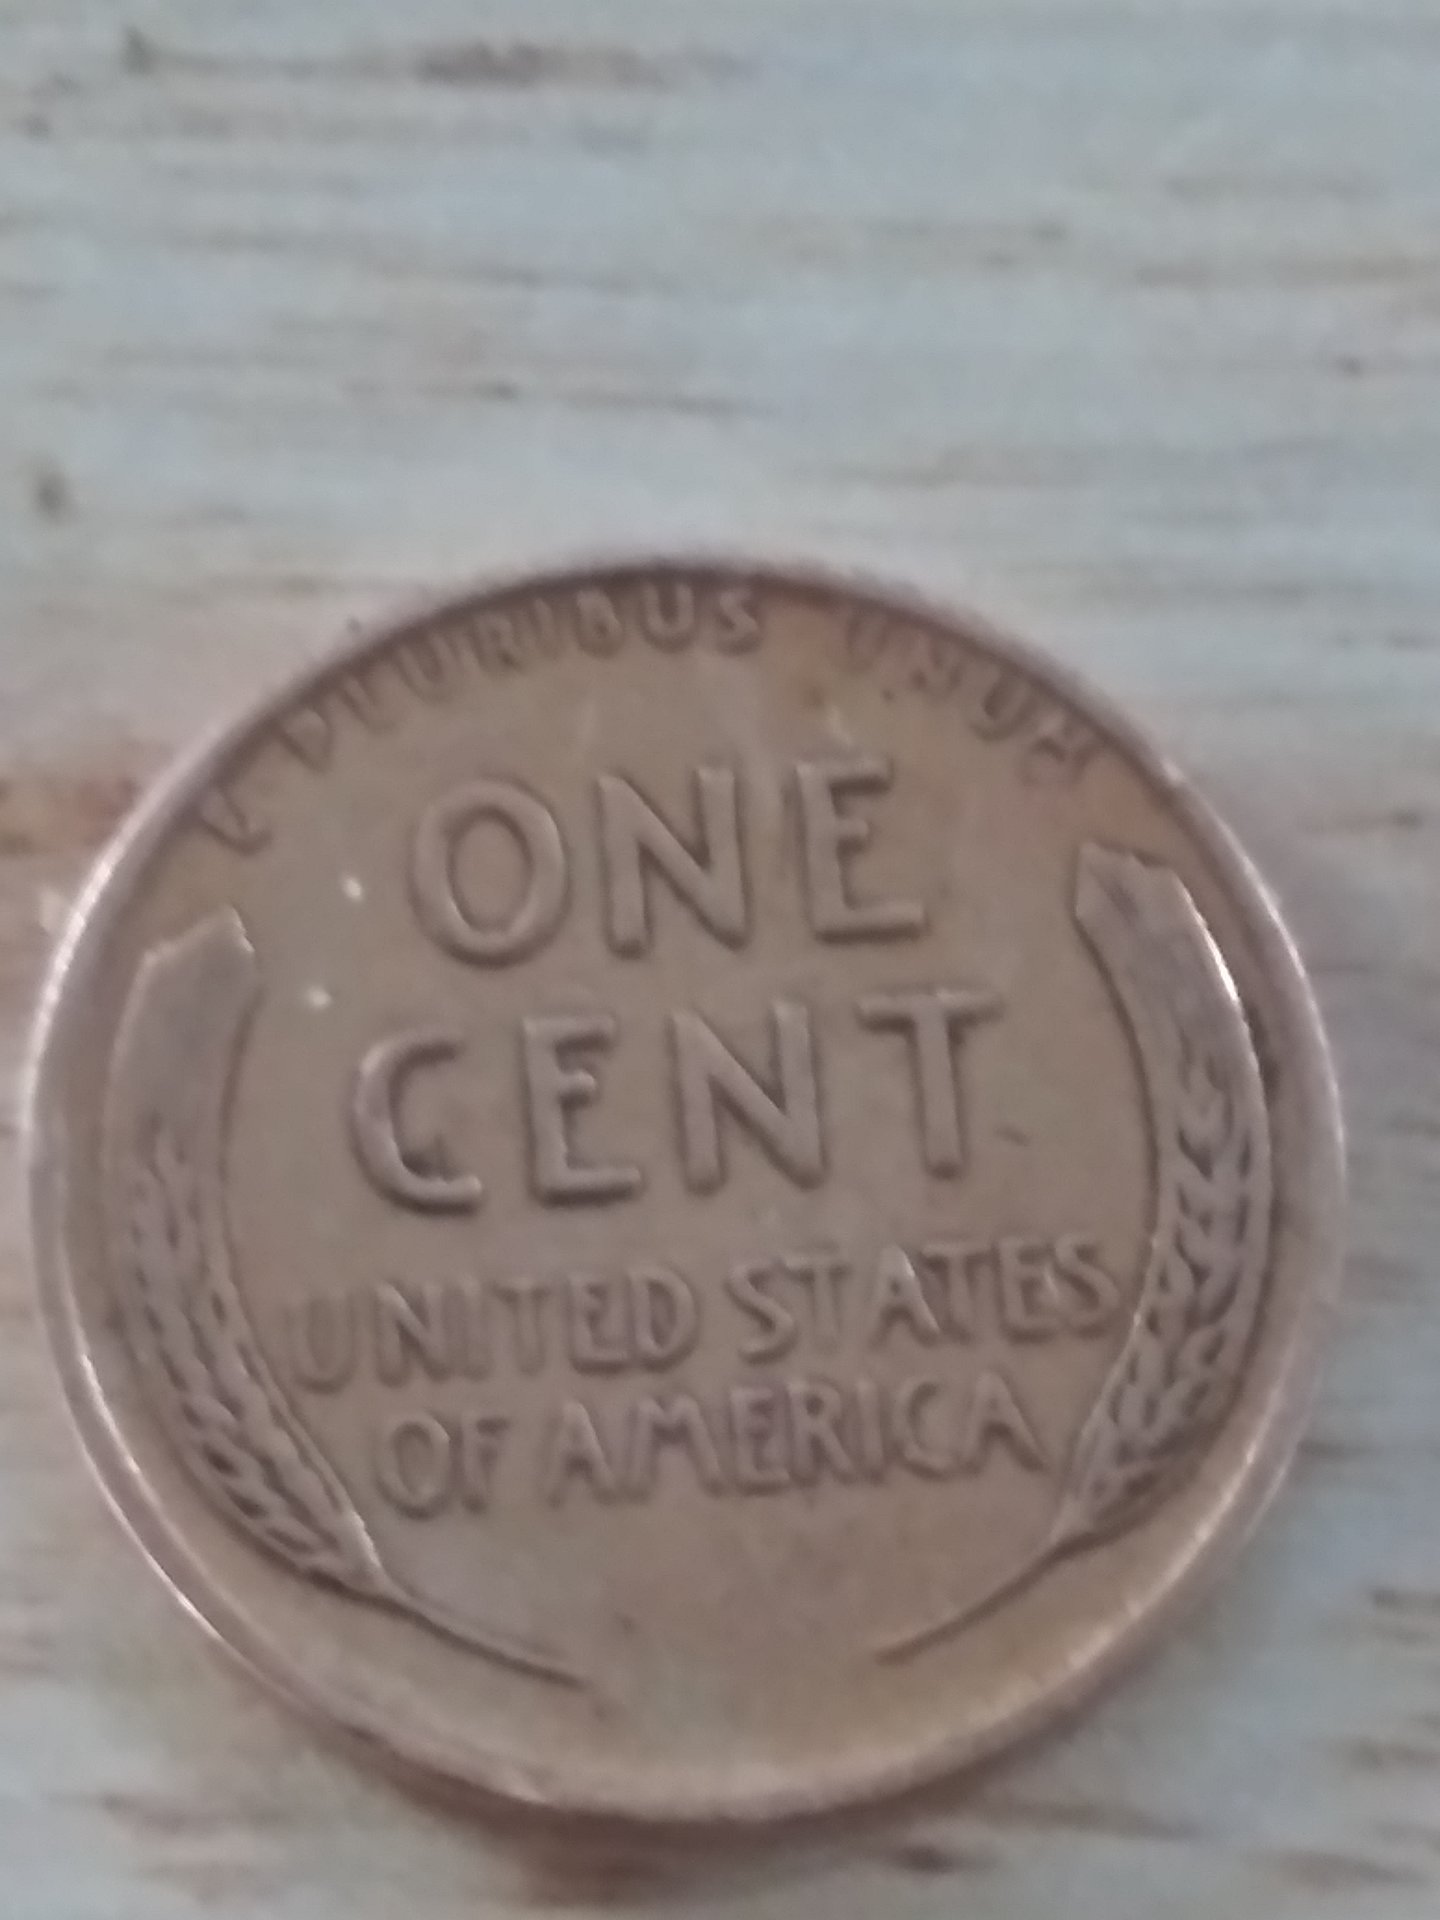 E PLURIBUS UNUM
ONE
CENT
UNITED STATES
OF AMERICA